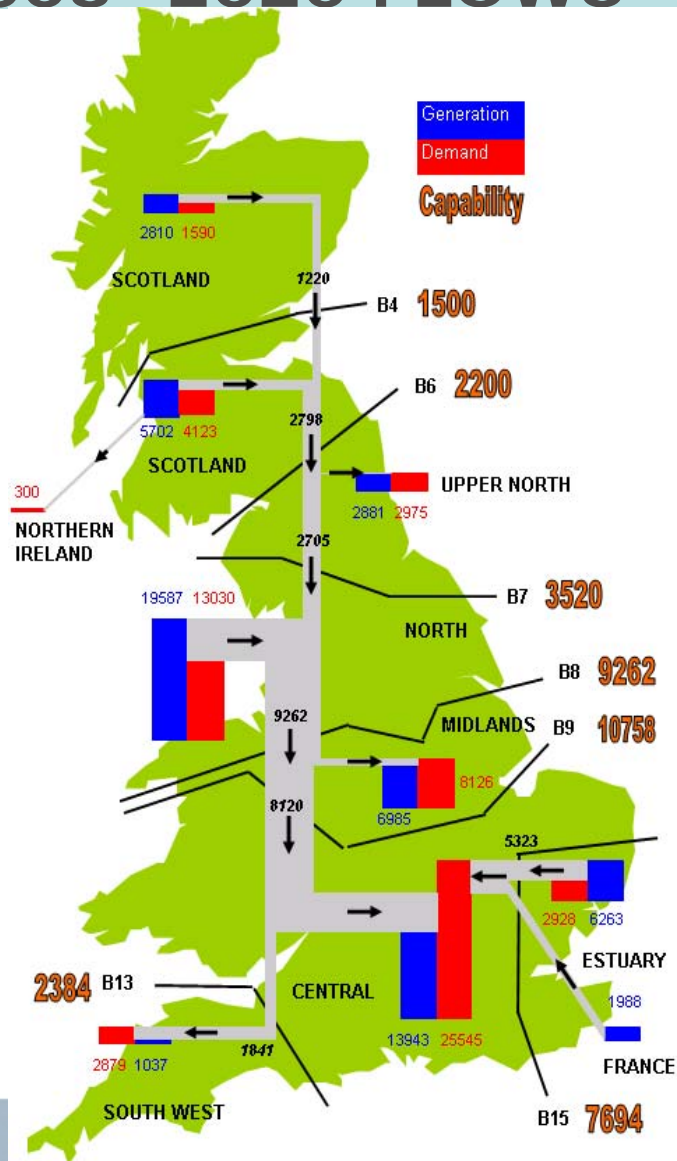 2020 FLOWS
Generation
Demand
Capability
2810 1590
SCOTLAND
1220
B4 1500
B6 2200
2798
5702 4123
SCOTLAND
300
NORTHERN
IRELAND
UPPER NORTH
2881 2975
2705
19587 13030
B7 3520
NORTH
B8 9262
9262
MIDLANDS
B9 10758
8126
6985
8120
5323
2928 6263
ESTUARY
1988
FRANCE
2384 B13
CENTRAL
13943 25545
2879 1037
1841
SOUTH WEST
B15 7694